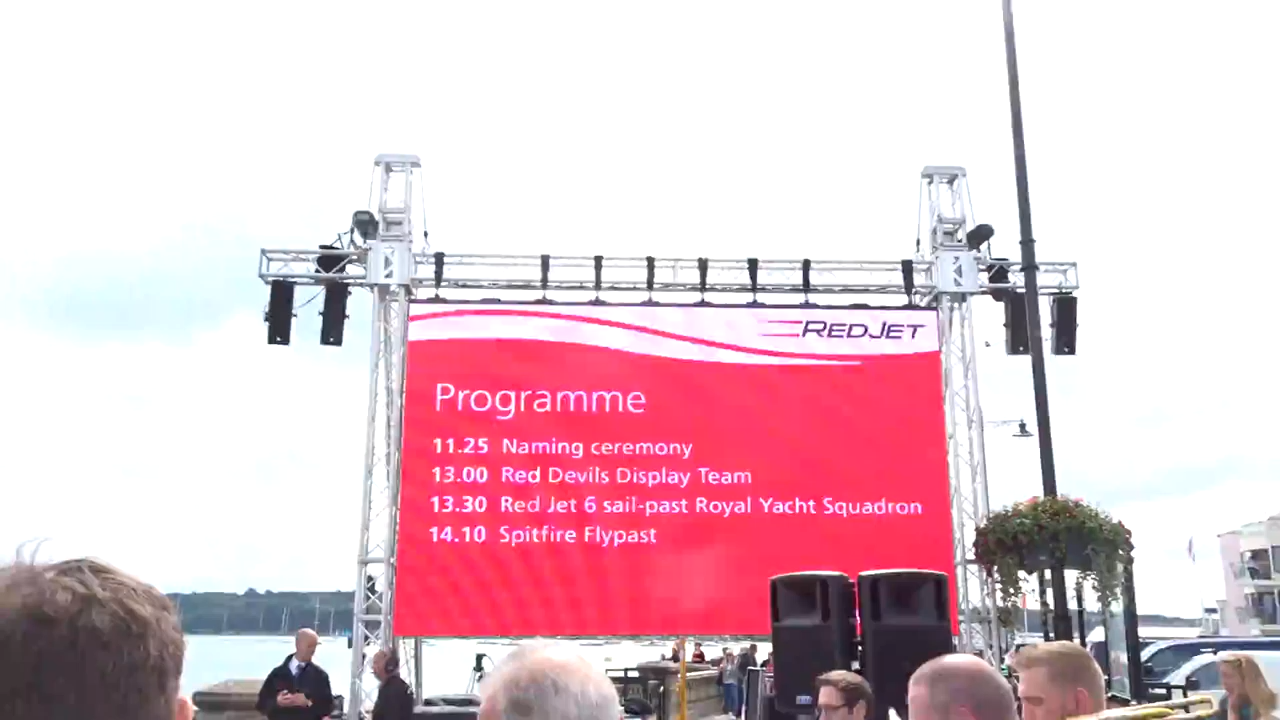 REDJET
Programme
11.25 Naming ceremony
13.00 Red Devils Display Team
13.30 Red Jet 6 sail-past Royal Yacht Squadron
14.10 Spitfire Flypast